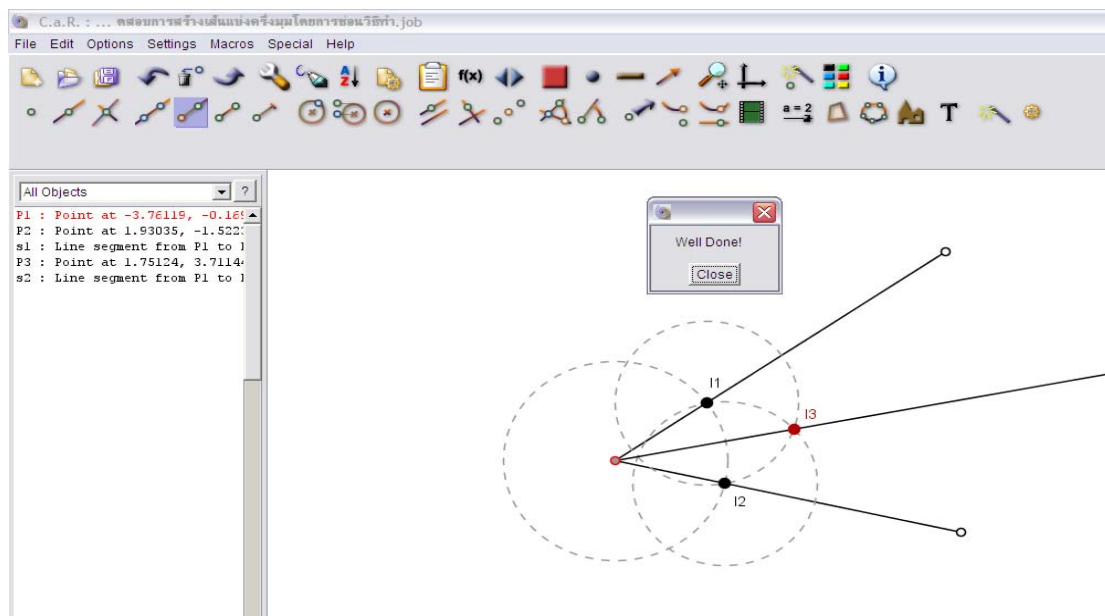 C.a.R. : ... คสอบการสร้างเส้นแบ่งครึ่งมุมโดยการซ่อนวิธีทำ.job
File Edit Options Settings Macros Special Help
f(x)
a = 2
T
All Objects
?
P1 : Point at -3.76119, -0.169
P2 : Point at 1.93035, -1.522
s1 : Line segment from P1 to
P3 : Point at 1.75124, 3.7114
s2 : Line segment from P1 to
Well Done!
Close
I1
I3
I2